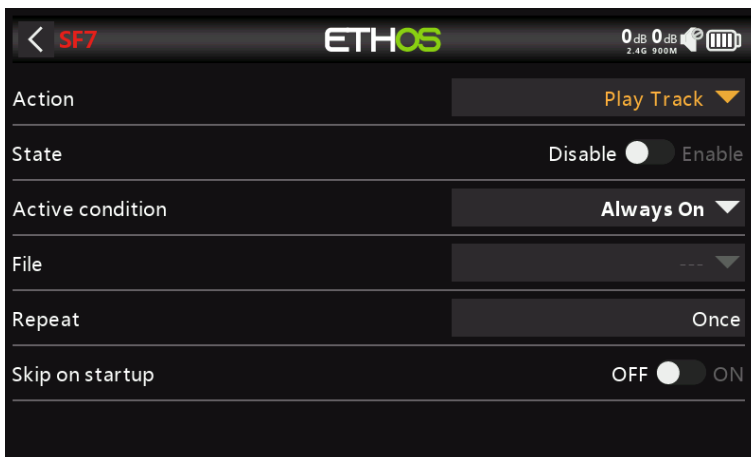 SF7 ETHOS 0dB 0dB
2.4G 900M
Action Play Track
State Disable Enable
Active condition Always On
File ---
Repeat Once
Skip on startup OFF ON